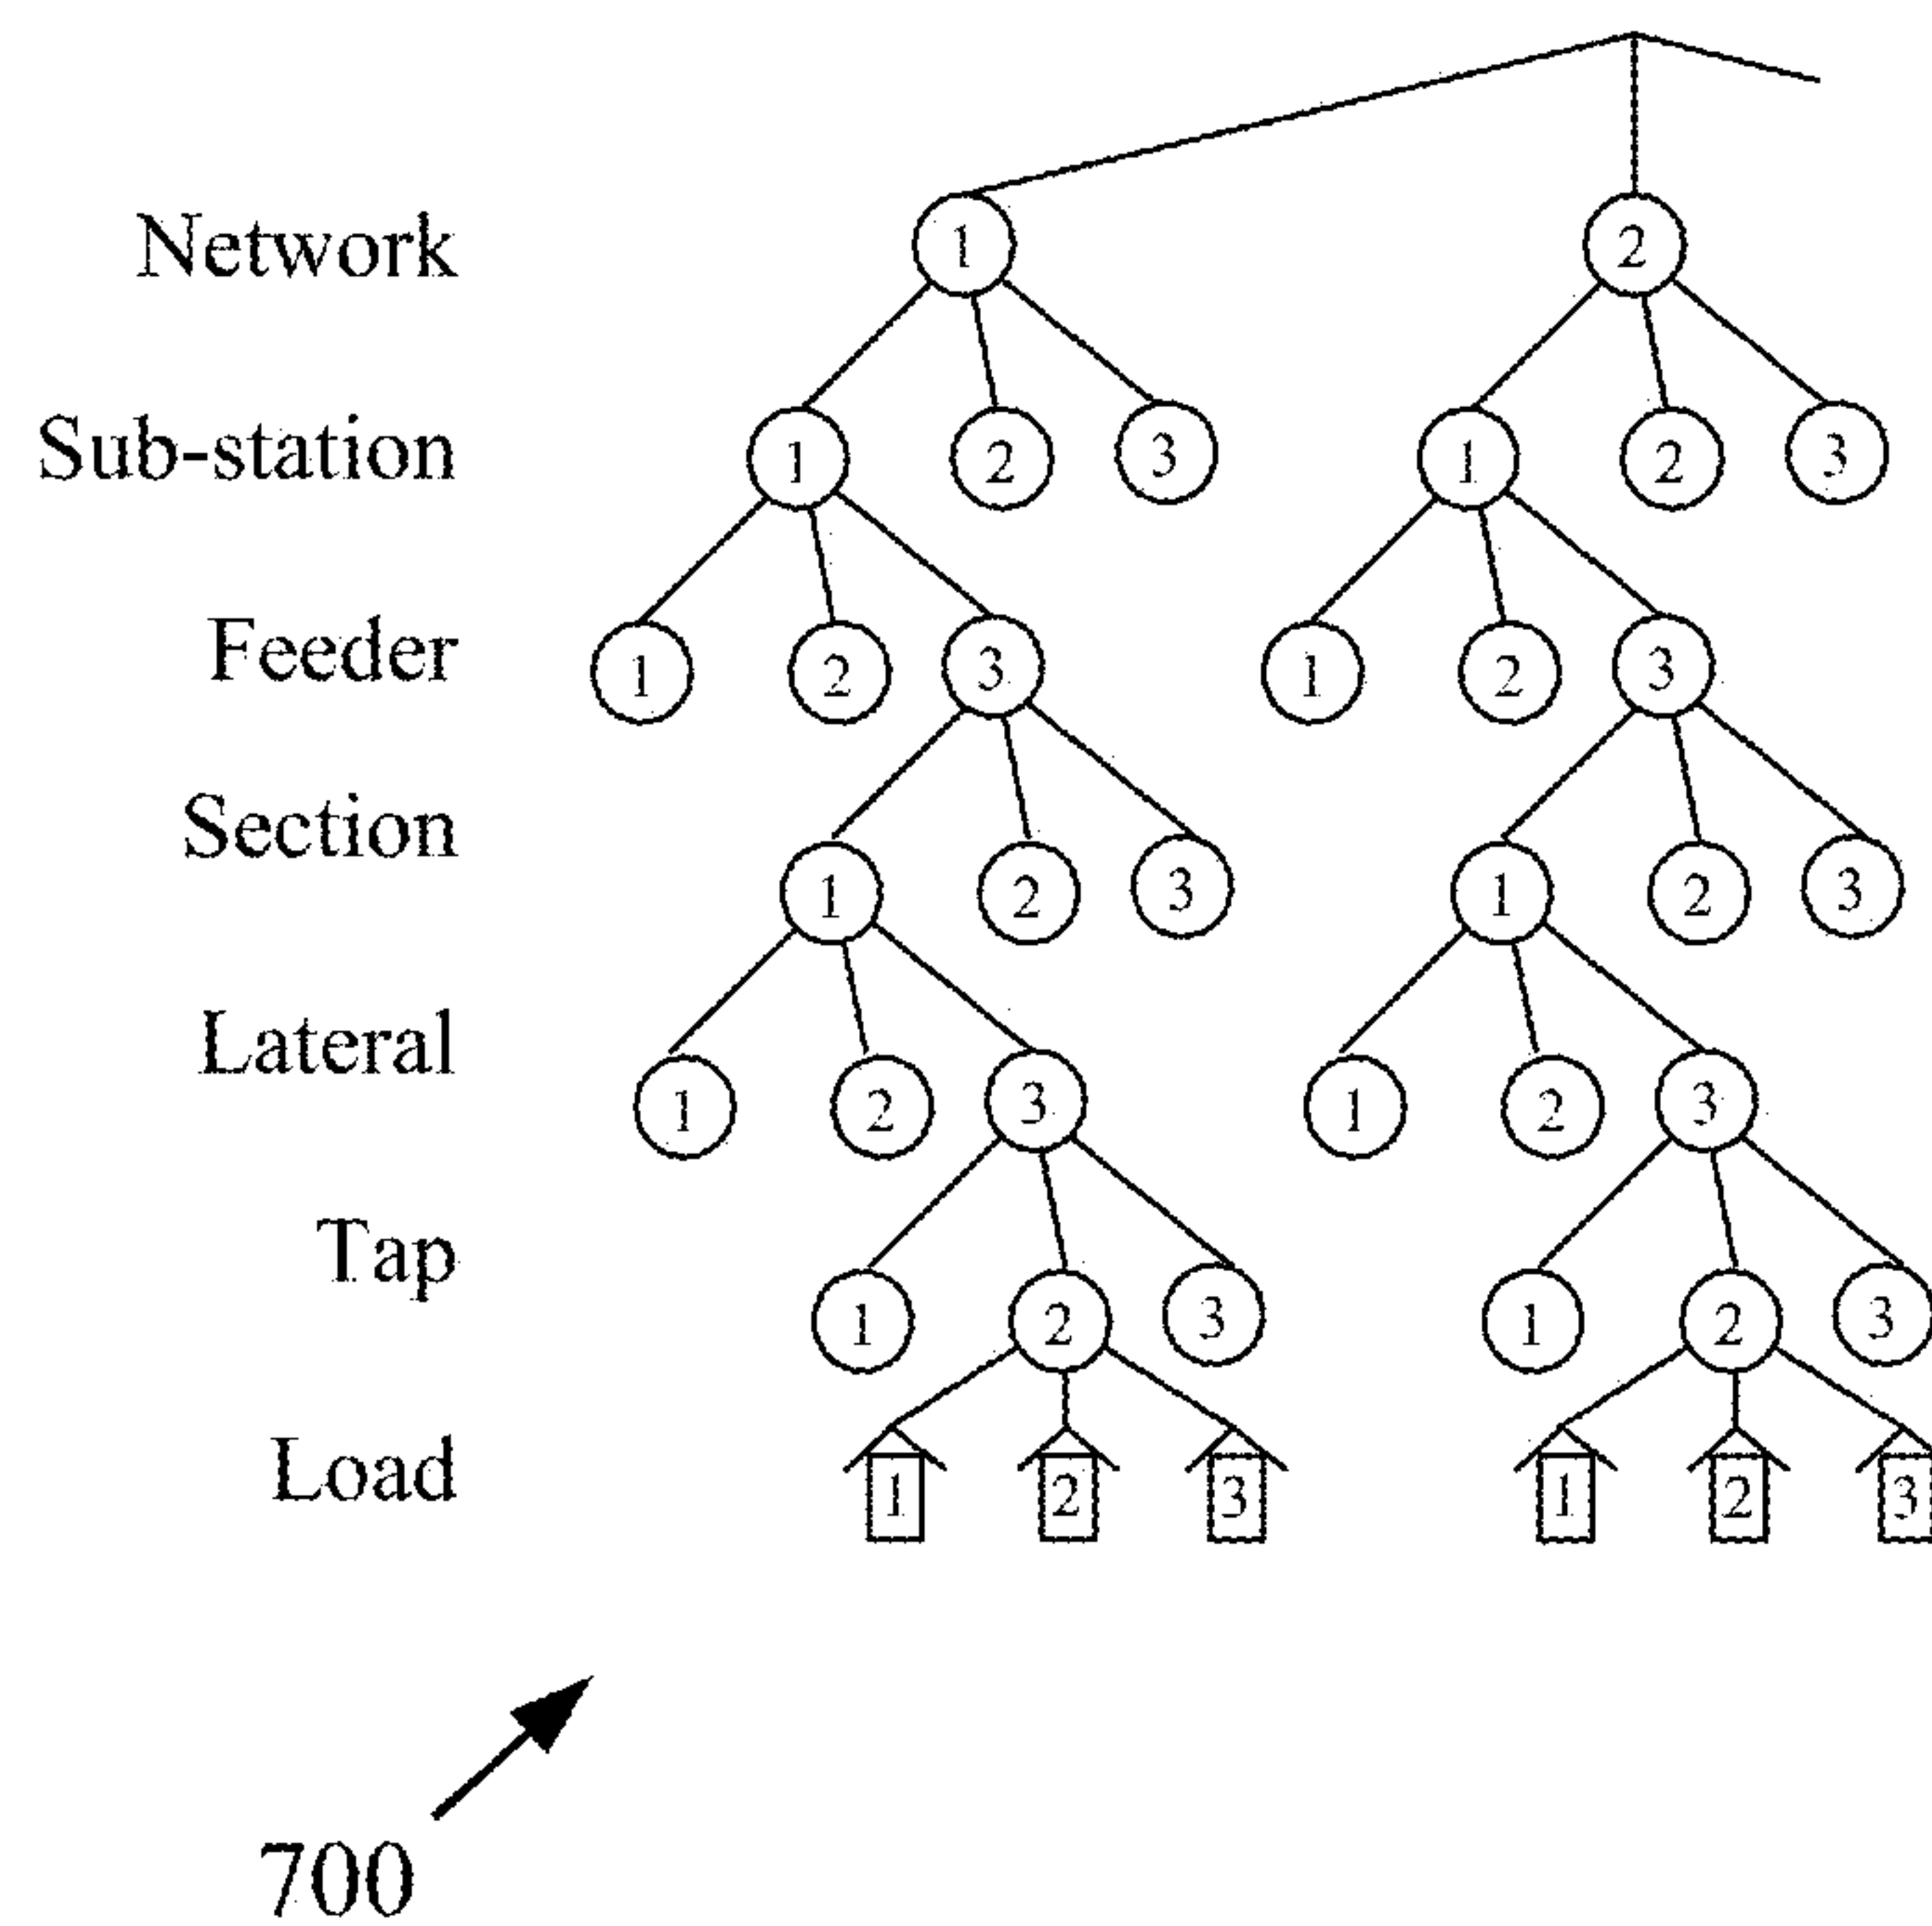 Network 1 2
Sub-station 1 2 3 1 2 3
Feeder 1 2 3 1 2 3
Section 1 2 3 1 2 3
Lateral 1 2 3 1 2 3
Tap 1 2 3 1 2 3
Load 1 2 3 1 2 3
700